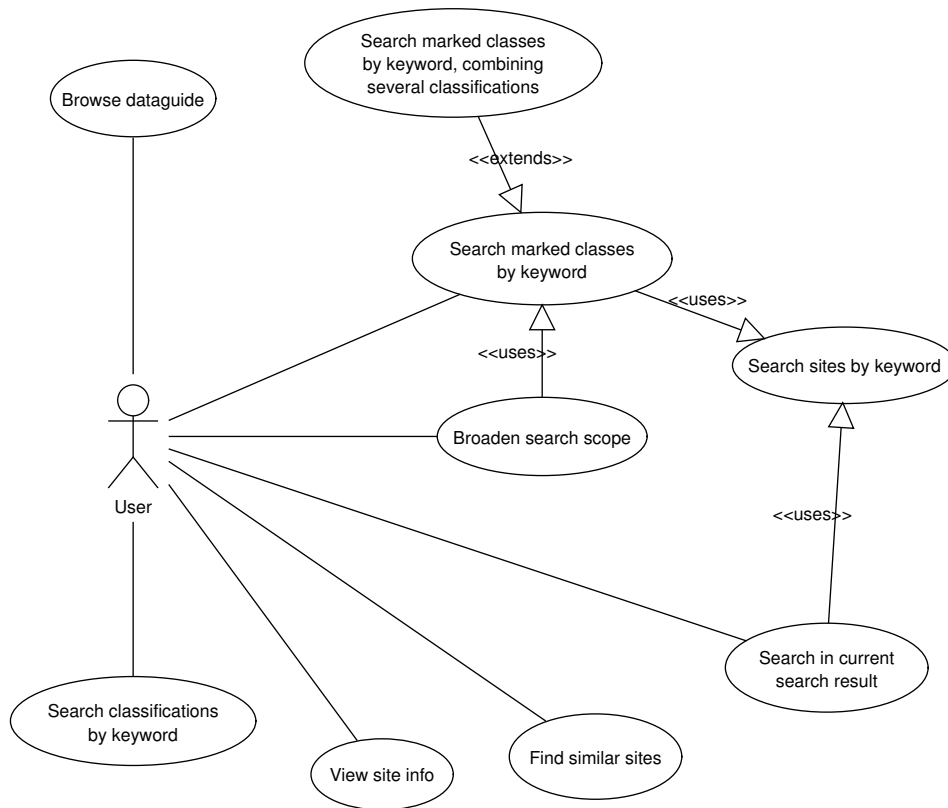 Search marked classes
by keyword, combining
several classifications
Browse dataguide
<<extends>>
Search marked classes
by keyword
<<uses>>
<<uses>>
Search sites by keyword
Broaden search scope
User
<<uses>>
Search in current
search result
Search classifications
by keyword
Find similar sites
View site info